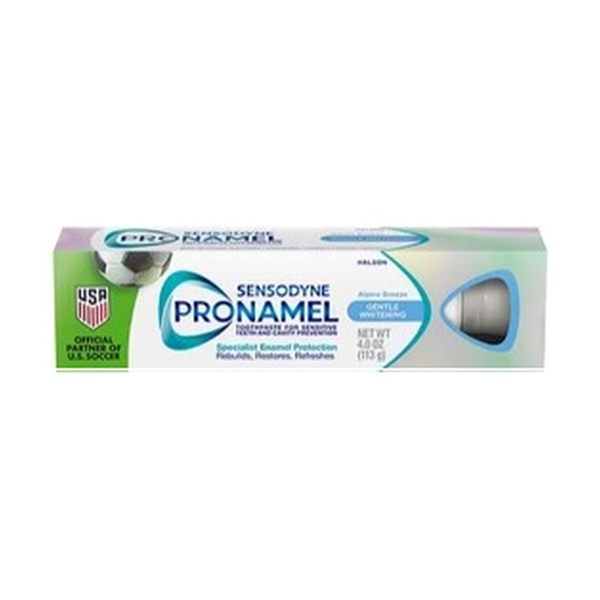 PRONAMEL
HALEON
USA
OFFICIAL
PARTNER OF
U.S. SOCCER
SENSODYNE
PRONAMEL
TOOTHPASTE FOR SENSITIVE
TEETH AND CAVITY PREVENTION
Specialist Enamel Protection
Rebuilds, Restores, Refreshes
Alpine Breeze
GENTLE
WHITENING
NET WT
4.0 OZ
(113 g)